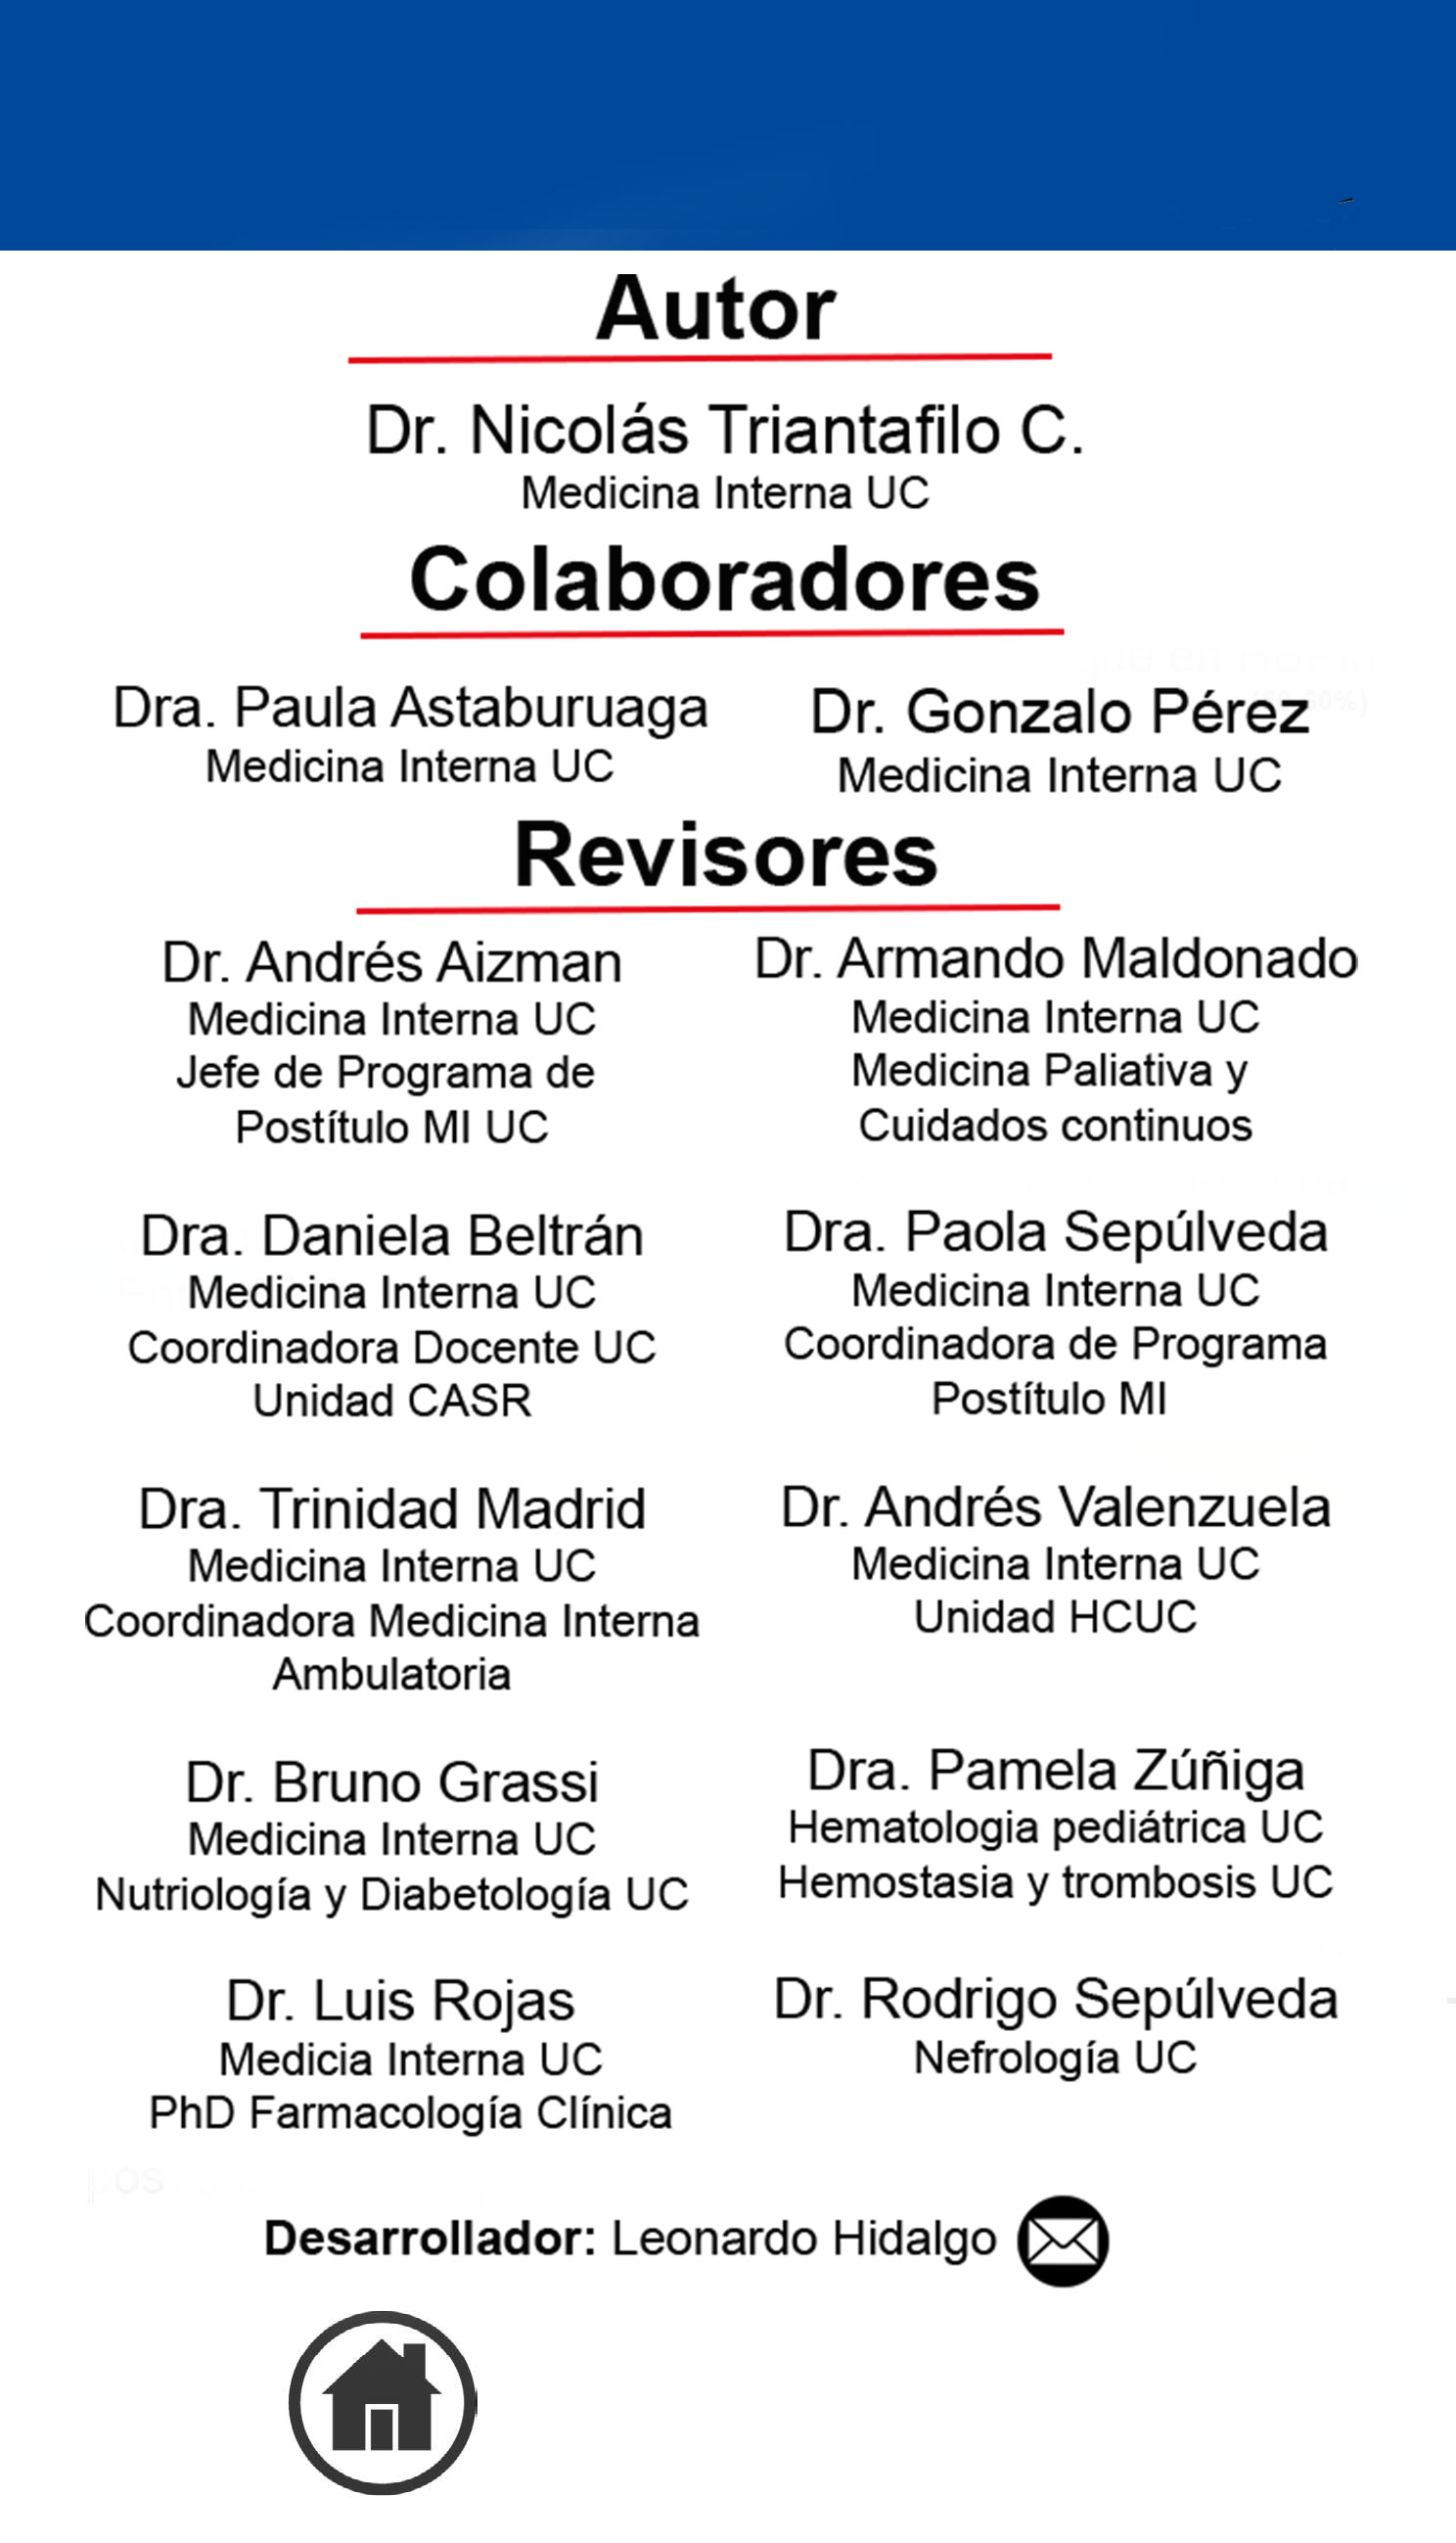 Autor
Dr. Nicolás Triantafilo C.
Medicina Interna UC
Colaboradores
Dra. Paula Astaburuaga
Medicina Interna UC
Dr. Gonzalo Pérez
Medicina Interna UC
Revisores
Dr. Andrés Aizman
Medicina Interna UC
Jefe de Programa de
Postítulo MI UC
Dr. Armando Maldonado
Medicina Interna UC
Medicina Paliativa y
Cuidados continuos
Dra. Daniela Beltrán
Medicina Interna UC
Coordinadora Docente UC
Unidad CASR
Dra. Paola Sepúlveda
Medicina Interna UC
Coordinadora de Programa
Postítulo MI
Dra. Trinidad Madrid
Medicina Interna UC
Coordinadora Medicina Interna
Ambulatoria
Dr. Andrés Valenzuela
Medicina Interna UC
Unidad HCUC
Dr. Bruno Grassi
Medicina Interna UC
Nutriología y Diabetología UC
Dra. Pamela Zúñiga
Hematologia pediátrica UC
Hemostasia y trombosis UC
Dr. Luis Rojas
Medicia Interna UC
PhD Farmacología Clínica
Dr. Rodrigo Sepúlveda
Nefrología UC
Desarrollador: Leonardo Hidalgo